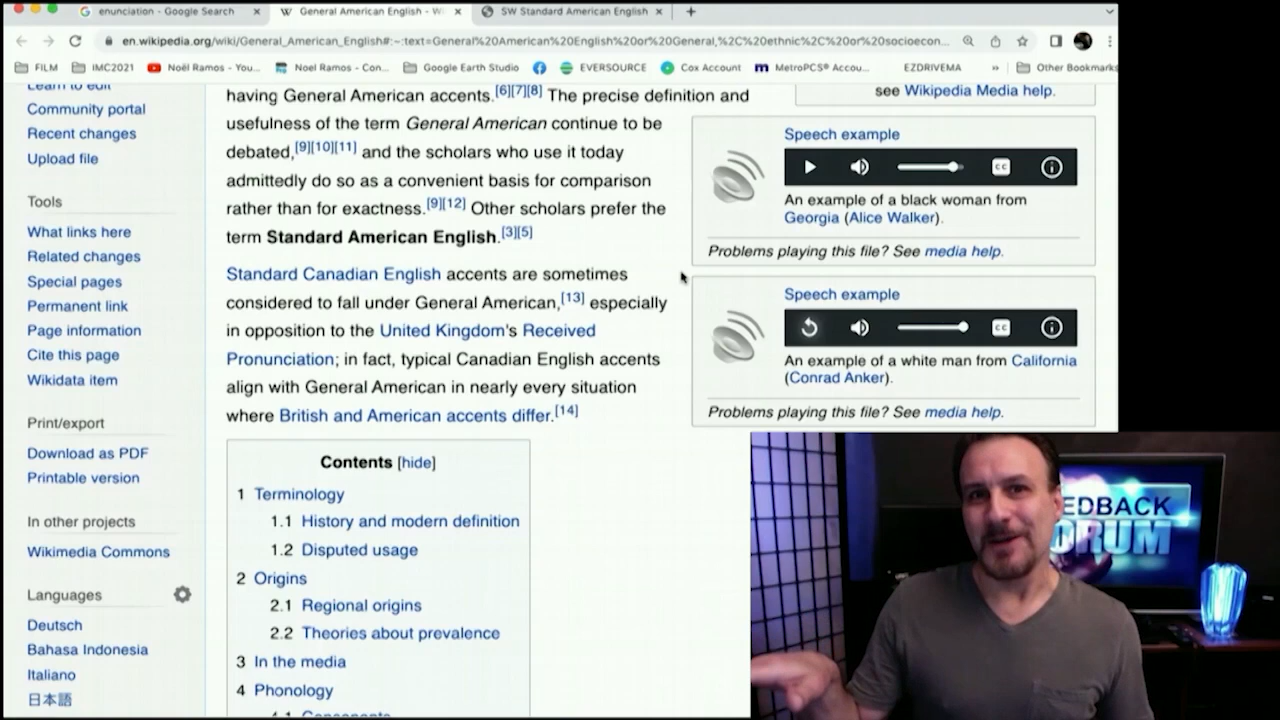 enunciation - Google Search
General American English - Wi
SW Standard American English
en.wikipedia.org/wiki/General_American_English#:~:text=General%20American%20English%20or%20General,%2C%20ethnic%2C%20or%20socioecon...
FILM
IMC2021
Noël Ramos - You...
Noel Ramos - Con...
Google Earth Studio
EVERSOURCE
Cox Account
MetroPCS® Accou...
EZDRIVEMA
»
Other Bookmarks
Learn to edit
Community portal
Recent changes
Upload file
Tools
What links here
Related changes
Special pages
Permanent link
Page information
Cite this page
Wikidata item
Print/export
Download as PDF
Printable version
In other projects
Wikimedia Commons
Languages
Deutsch
Bahasa Indonesia
Italiano
日本語
having General American accents.[6][7][8] The precise definition and
usefulness of the term General American continue to be
debated,[9][10][11] and the scholars who use it today
admittedly do so as a convenient basis for comparison
rather than for exactness.[9][12] Other scholars prefer the
term Standard American English.[3][5]
Standard Canadian English accents are sometimes
considered to fall under General American,[13] especially
in opposition to the United Kingdom's Received
Pronunciation; in fact, typical Canadian English accents
align with General American in nearly every situation
where British and American accents differ.[14]
Contents [hide]
1 Terminology
1.1 History and modern definition
1.2 Disputed usage
2 Origins
2.1 Regional origins
2.2 Theories about prevalence
3 In the media
4 Phonology
4.1 Consonants
see Wikipedia Media help.
Speech example
CC
An example of a black woman from
Georgia (Alice Walker).
Problems playing this file? See media help.
Speech example
CC
An example of a white man from California
(Conrad Anker).
Problems playing this file? See media help.
EDBACK
ORUM